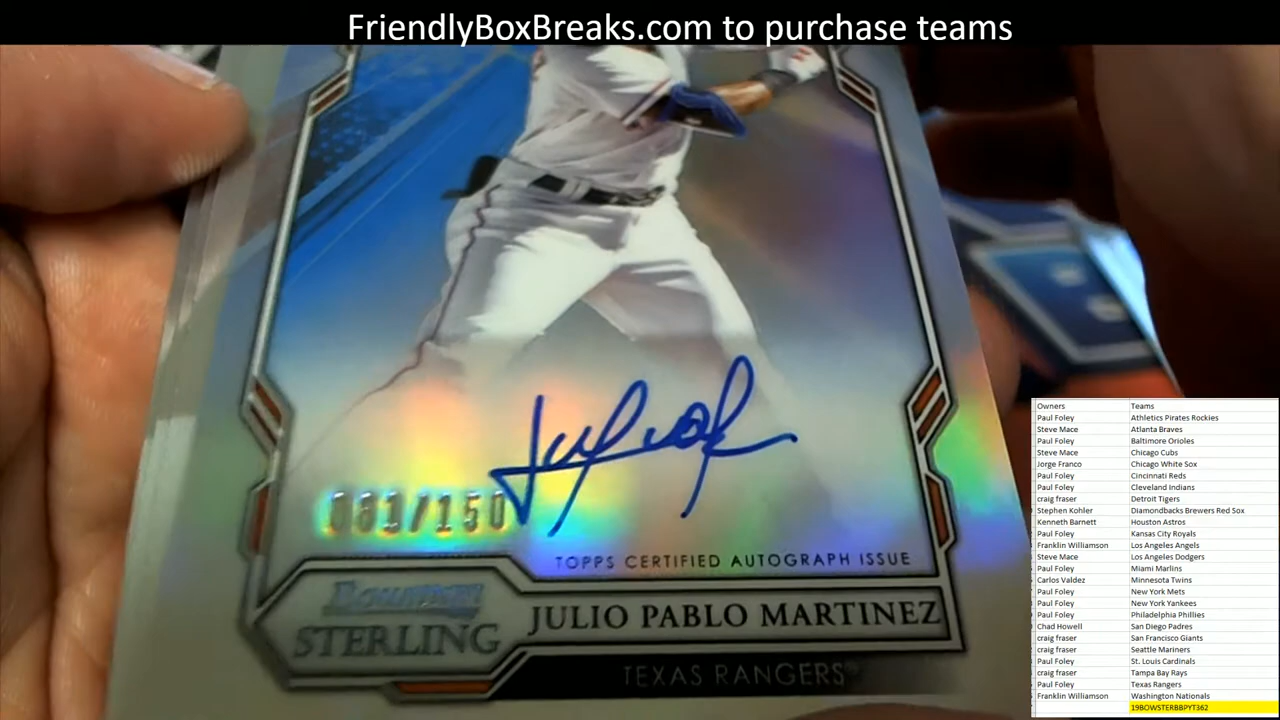 FriendlyBoxBreaks.com to purchase teams
/150
TOPPS CERTIFIED AUTOGRAPH ISSUE
BOWMAN
STERLING
JULIO PABLO MARTINEZ
TEXAS RANGERS
Owners Teams
Paul Foley Athletics Pirates Rockies
Steve Mace Atlanta Braves
Paul Foley Baltimore Orioles
Steve Mace Chicago Cubs
Jorge Franco Chicago White Sox
Paul Foley Cincinnati Reds
Paul Foley Cleveland Indians
craig fraser Detroit Tigers
Stephen Kohler Diamondbacks Brewers Red Sox
Kenneth Barnett Houston Astros
Paul Foley Kansas City Royals
Franklin Williamson Los Angeles Angels
Steve Mace Los Angeles Dodgers
Paul Foley Miami Marlins
Carlos Valdez Minnesota Twins
Paul Foley New York Mets
Paul Foley New York Yankees
Paul Foley Philadelphia Phillies
Chad Howell San Diego Padres
craig fraser San Francisco Giants
craig fraser Seattle Mariners
Paul Foley St. Louis Cardinals
craig fraser Tampa Bay Rays
Paul Foley Texas Rangers
Franklin Williamson Washington Nationals
19BOWSTERBBPYT362